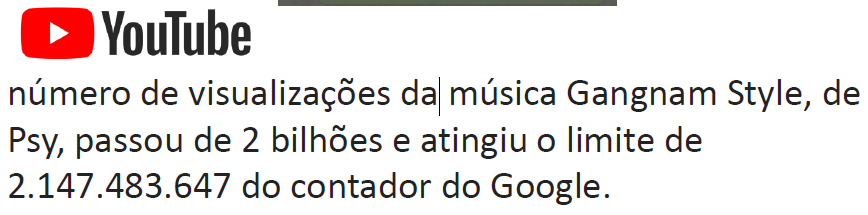 YouTube
número de visualizações da música Gangnam Style, de
Psy, passou de 2 bilhões e atingiu o limite de
2.147.483.647 do contador do Google.